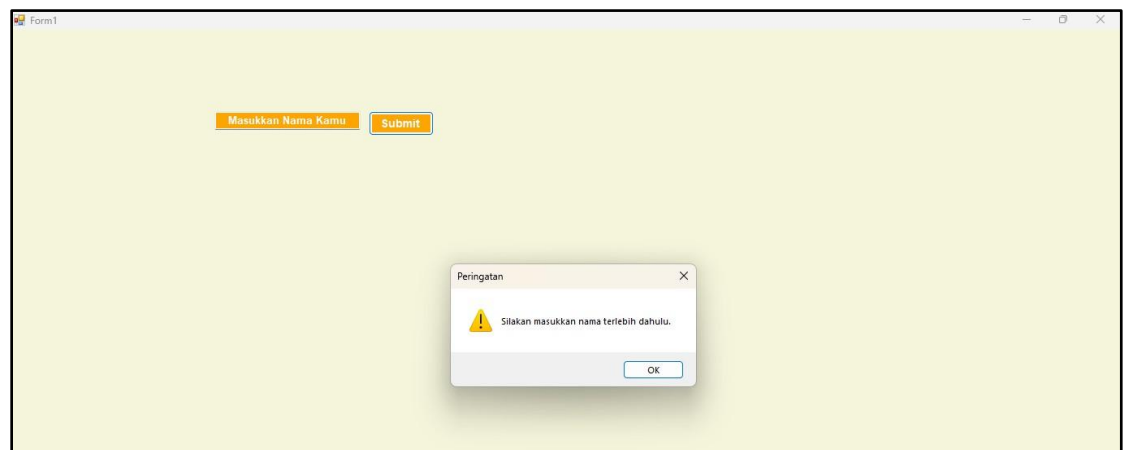 Form1
Masukkan Nama Kamu
Submit
Peringatan
Silakan masukkan nama terlebih dahulu.
OK